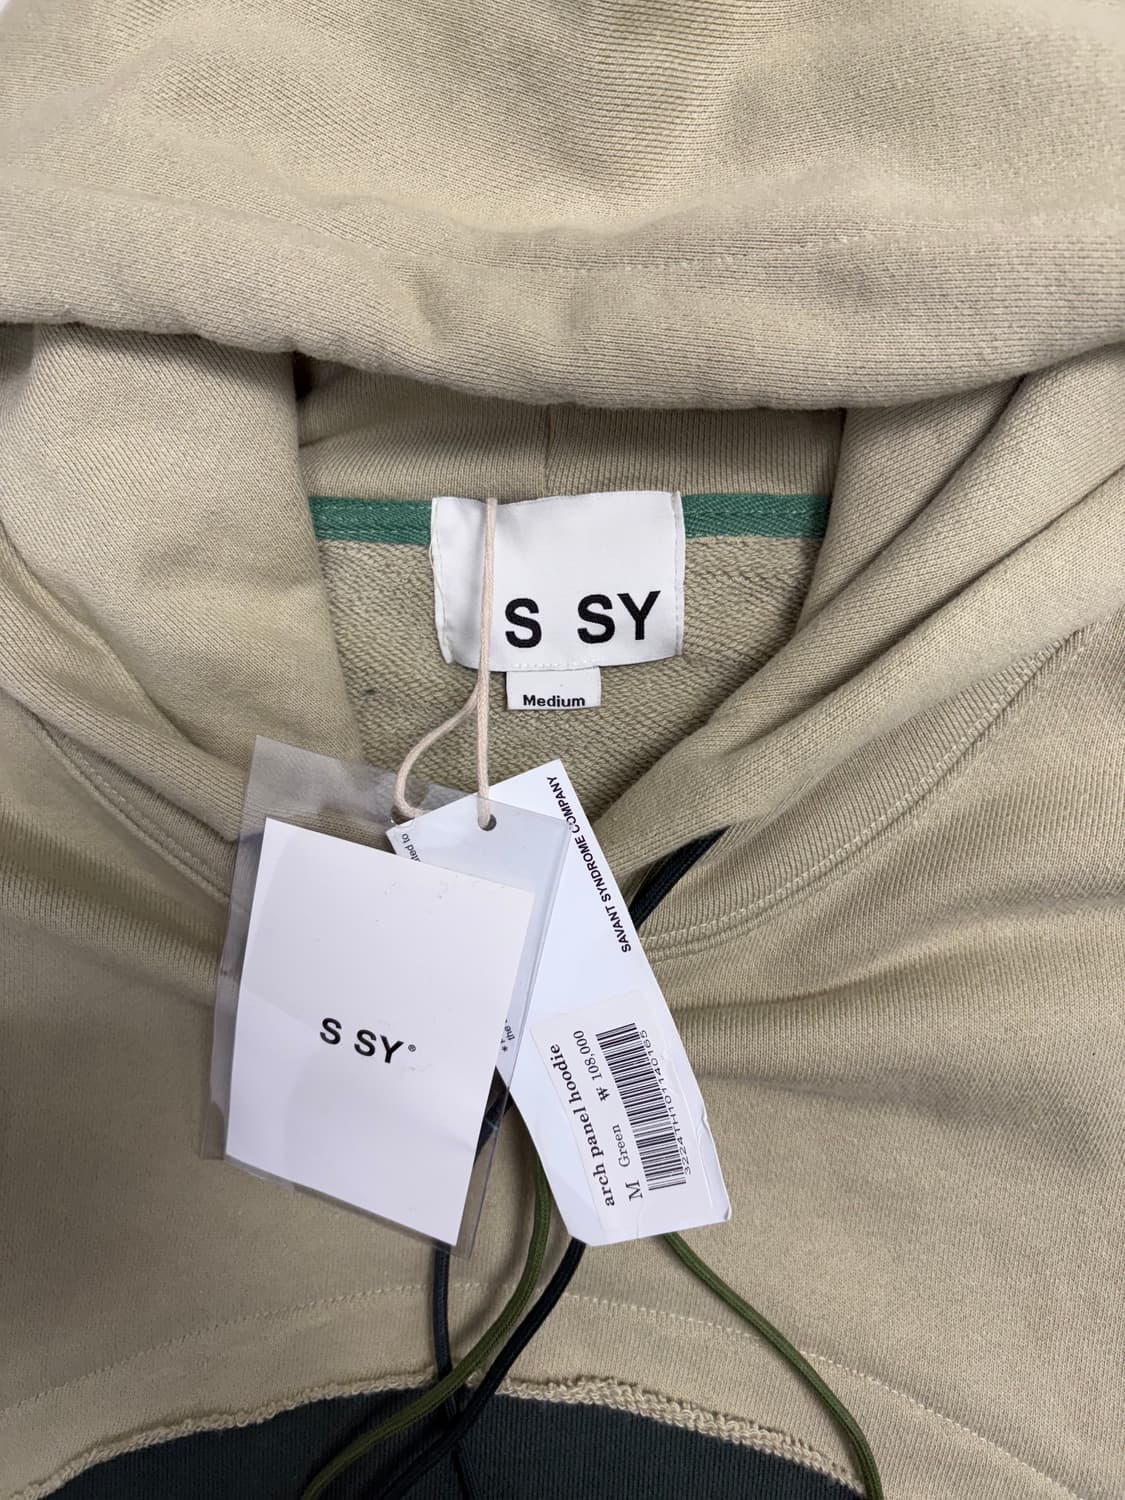 S SY
Medium
S SY®
SAVANT SYNDROME COMPANY
arch panel hoodie
M Green ₩ 108,000